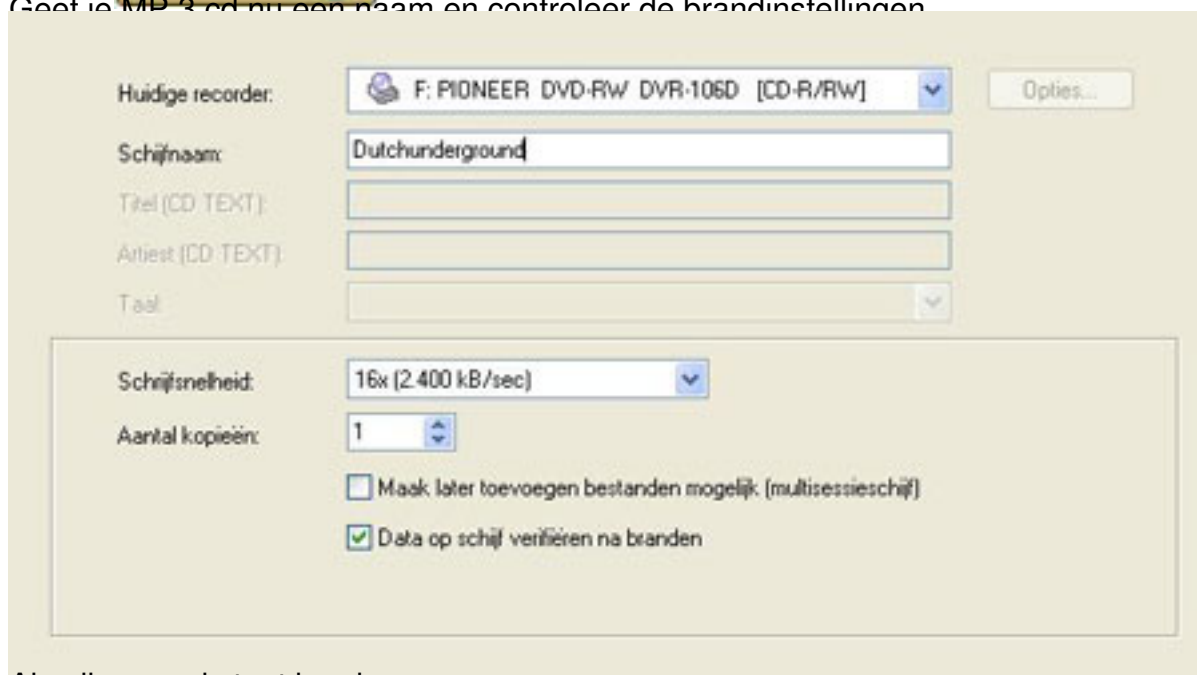 Geef je MP 3 cd nu een naam en controleer de brandinstellingen
Huidige recorder: F: PIONEER DVD-RW DVR-106D [CD-R/RW] Opties...
Schijfnaam: Dutchunderground
Titel (CD TEXT):
Artiest (CD TEXT):
Taal:
Schrijfsnelheid: 16x (2.400 kB/sec)
Aantal kopieën: 1
Maak later toevoegen bestanden mogelijk (multisessieschijf)
Data op schijf verifiëren na branden